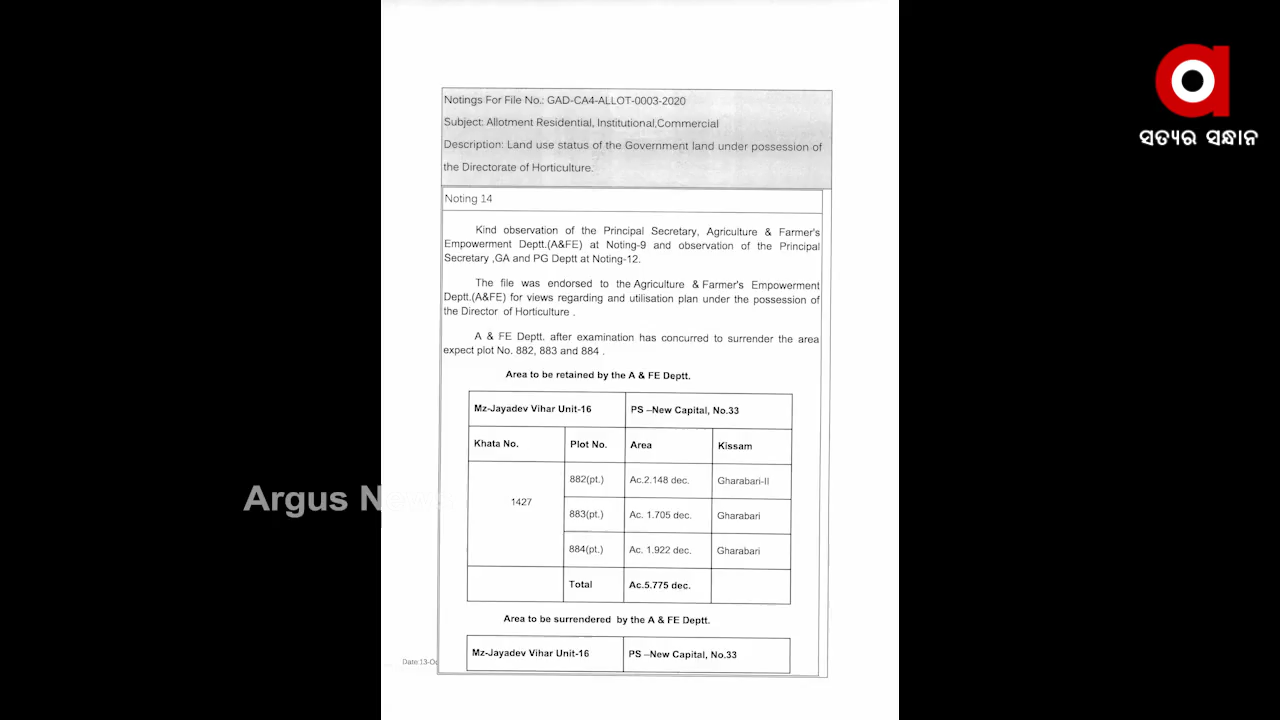 ସତ୍ୟର ସନ୍ଧାନ
Notings For File No.: GAD-CA4-ALLOT-0003-2020
Subject: Allotment Residential, Institutional,Commercial
Description: Land use status of the Government land under possession of
the Directorate of Horticulture.
Noting 14
Kind observation of the Principal Secretary, Agriculture & Farmer's
Empowerment Deptt.(A&FE) at Noting-9 and observation of the Principal
Secretary ,GA and PG Deptt at Noting-12.
The file was endorsed to the Agriculture & Farmer's Empowerment
Deptt.(A&FE) for views regarding and utilisation plan under the possession of
the Director of Horticulture .
A & FE Deptt. after examination has concurred to surrender the area
expect plot No. 882, 883 and 884 .
Area to be retained by the A & FE Deptt.
Mz-Jayadev Vihar Unit-16 PS –New Capital, No.33
Khata No. Plot No. Area Kissam
1427
882(pt.) Ac.2.148 dec. Gharabari-II
883(pt.) Ac. 1.705 dec. Gharabari
884(pt.) Ac. 1.922 dec. Gharabari
Total Ac.5.775 dec.
Area to be surrendered by the A & FE Deptt.
Mz-Jayadev Vihar Unit-16 PS –New Capital, No.33
Argus News